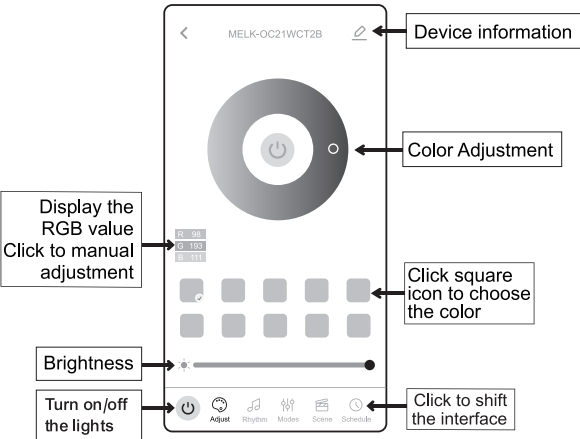 MELK-OC21WCT2B
Device information
Color Adjustment
Display the
RGB value
Click to manual
adjustment
R 98
G 193
B 111
Click square
icon to choose
the color
Brightness
Turn on/off
the lights
Adjust Rhythm Modes Scene Schedule
Click to shift
the interface